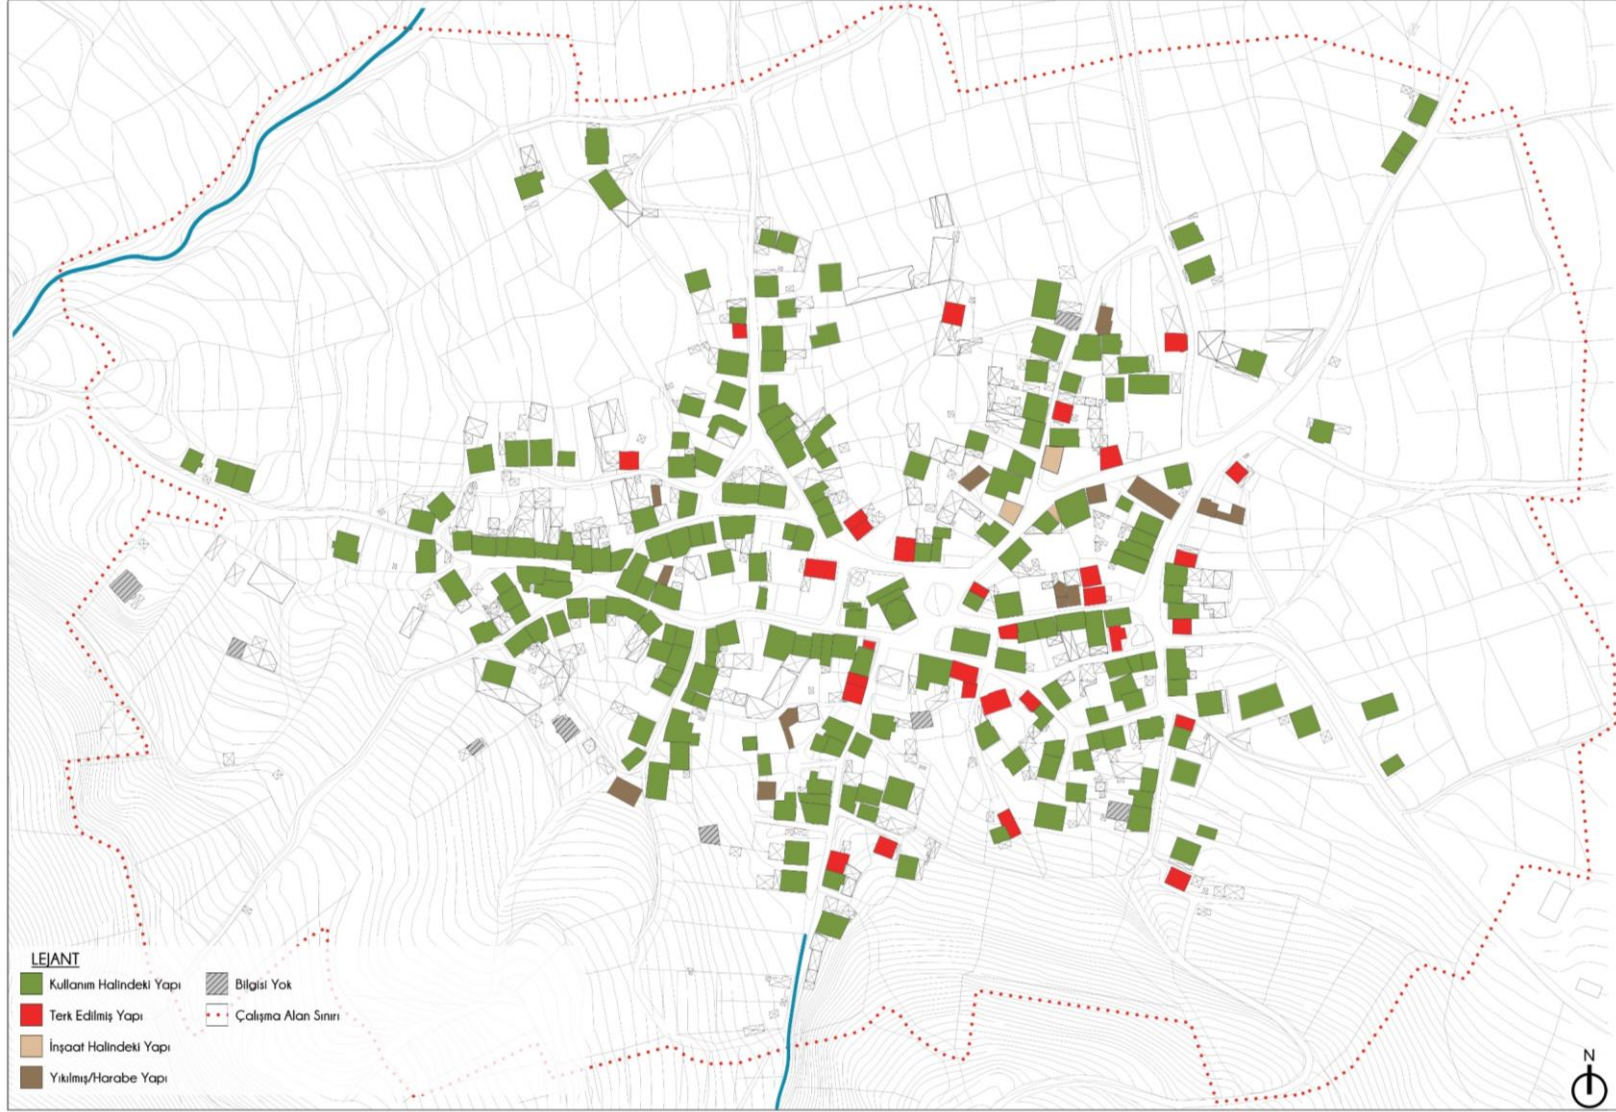 LEJANT
Kullanım Halindeki Yapı
Terk Edilmiş Yapı
İnşaat Halindeki Yapı
Yıkılmış/Harabe Yapı
Bilgisi Yok
Çalışma Alan Sınırı
N